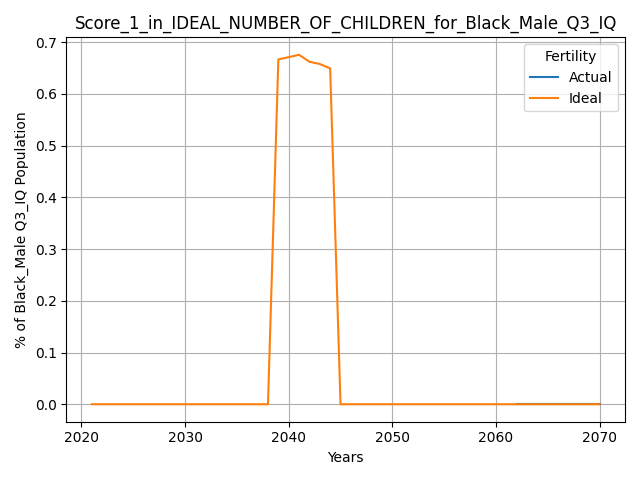 Score_1_in_IDEAL_NUMBER_OF_CHILDREN_for_Black_Male_Q3_IQ
% of Black_Male Q3_IQ Population
0.7
0.6
0.5
0.4
0.3
0.2
0.1
0.0
Fertility
Actual
Ideal
2020 2030 2040 2050 2060 2070
Years